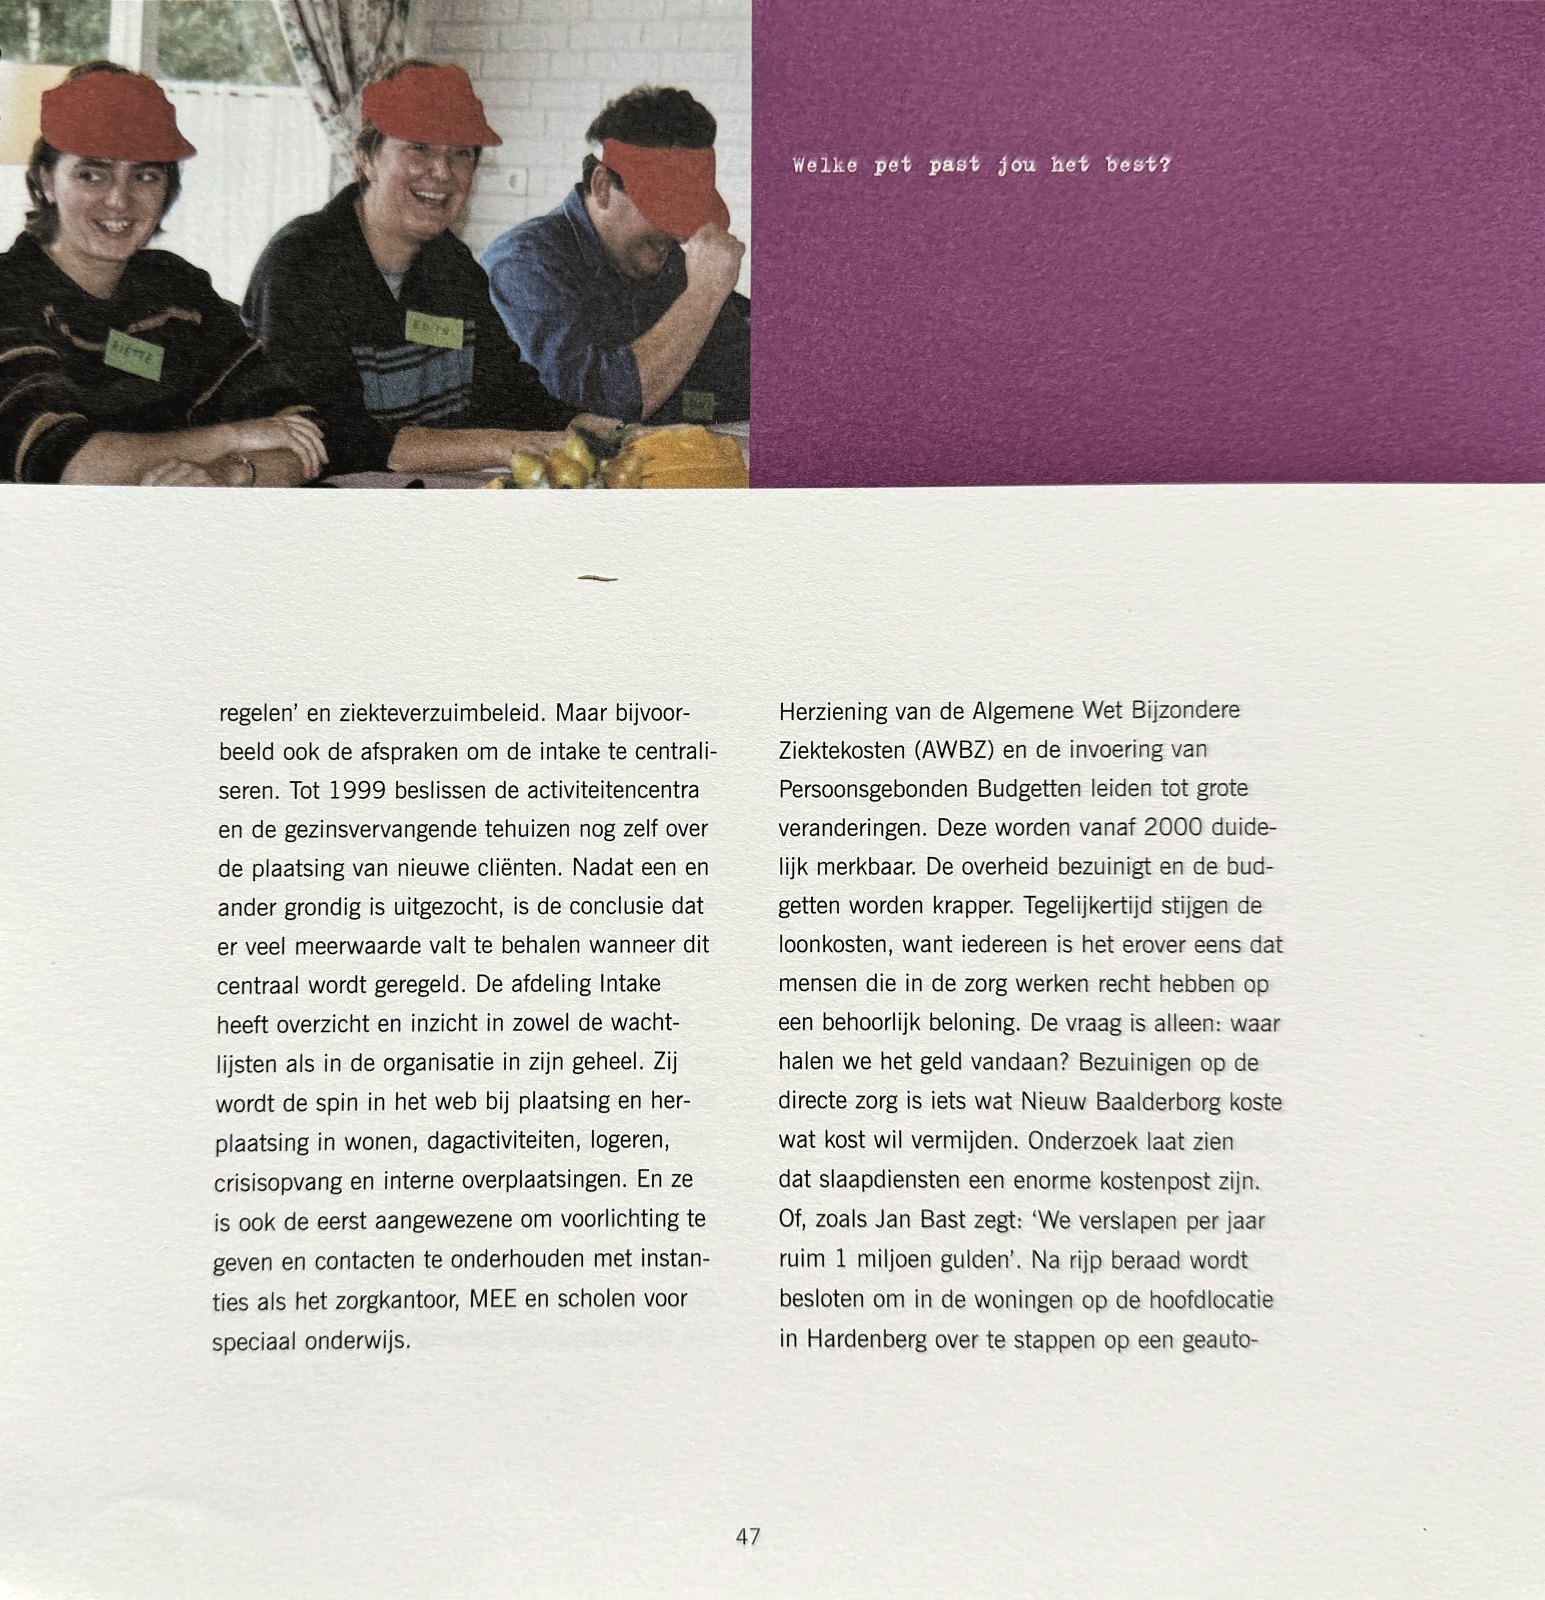 Welke pet past jou het best?
EDITH
regelen’ en ziekteverzuimbeleid. Maar bijvoor-
beeld ook de afspraken om de intake te centrali-
seren. Tot 1999 beslissen de activiteitencentra
en de gezinsvervangende tehuizen nog zelf over
de plaatsing van nieuwe cliënten. Nadat een en
ander grondig is uitgezocht, is de conclusie dat
er veel meerwaarde valt te behalen wanneer dit
centraal wordt geregeld. De afdeling Intake
heeft overzicht en inzicht in zowel de wacht-
lijsten als in de organisatie in zijn geheel. Zij
wordt de spin in het web bij plaatsing en her-
plaatsing in wonen, dagactiviteiten, logeren,
crisisopvang en interne overplaatsingen. En ze
is ook de eerst aangewezene om voorlichting te
geven en contacten te onderhouden met instan-
ties als het zorgkantoor, MEE en scholen voor
speciaal onderwijs.
Herziening van de Algemene Wet Bijzondere
Ziektekosten (AWBZ) en de invoering van
Persoonsgebonden Budgetten leiden tot grote
veranderingen. Deze worden vanaf 2000 duide-
lijk merkbaar. De overheid bezuinigt en de bud-
getten worden krapper. Tegelijkertijd stijgen de
loonkosten, want iedereen is het erover eens dat
mensen die in de zorg werken recht hebben op
een behoorlijk beloning. De vraag is alleen: waar
halen we het geld vandaan? Bezuinigen op de
directe zorg is iets wat Nieuw Baalderborg koste
wat kost wil vermijden. Onderzoek laat zien
dat slaapdiensten een enorme kostenpost zijn.
Of, zoals Jan Bast zegt: ‘We verslapen per jaar
ruim 1 miljoen gulden’. Na rijp beraad wordt
besloten om in de woningen op de hoofdlocatie
in Hardenberg over te stappen op een geauto-
47